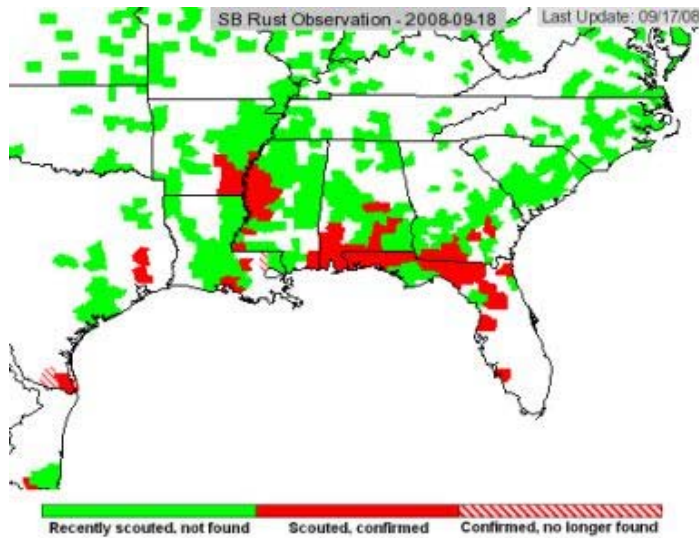 SB Rust Observation - 2008-09-18
Last Update: 09/17/08
Recently scouted, not found
Scouted, confirmed
Confirmed, no longer found